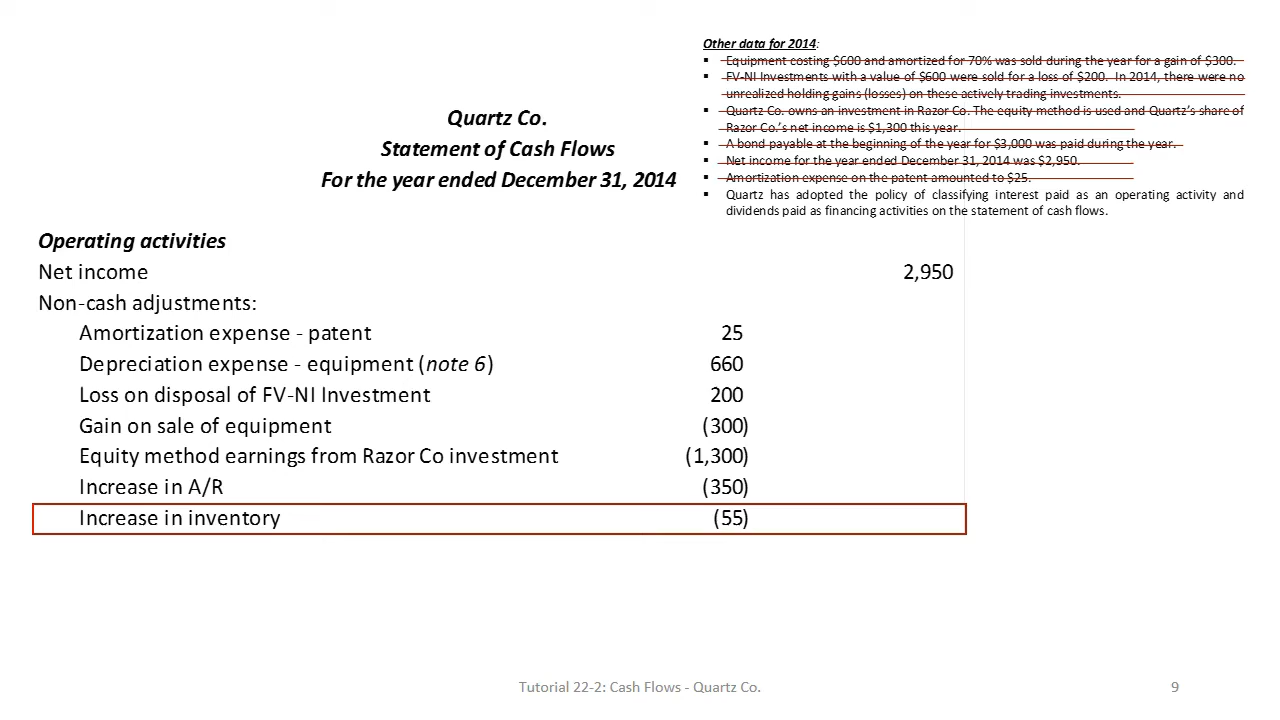 Other data for 2014:
▪ Equipment costing $600 and amortized for 70% was sold during the year for a gain of $300.
▪ FV-NI Investments with a value of $600 were sold for a loss of $200. In 2014, there were no
unrealized holding gains (losses) on these actively trading investments.
▪ Quartz Co. owns an investment in Razor Co. The equity method is used and Quartz's share of
Razor Co.'s net income is $1,300 this year.
▪ A bond payable at the beginning of the year for $3,000 was paid during the year.
▪ Net income for the year ended December 31, 2014 was $2,950.
▪ Amortization expense on the patent amounted to $25.
▪ Quartz has adopted the policy of classifying interest paid as an operating activity and
dividends paid as financing activities on the statement of cash flows.
Quartz Co.
Statement of Cash Flows
For the year ended December 31, 2014
Operating activities
Net income 2,950
Non-cash adjustments:
Amortization expense - patent 25
Depreciation expense - equipment (note 6) 660
Loss on disposal of FV-NI Investment 200
Gain on sale of equipment (300)
Equity method earnings from Razor Co investment (1,300)
Increase in A/R (350)
Increase in inventory (55)
Tutorial 22-2: Cash Flows - Quartz Co. 9